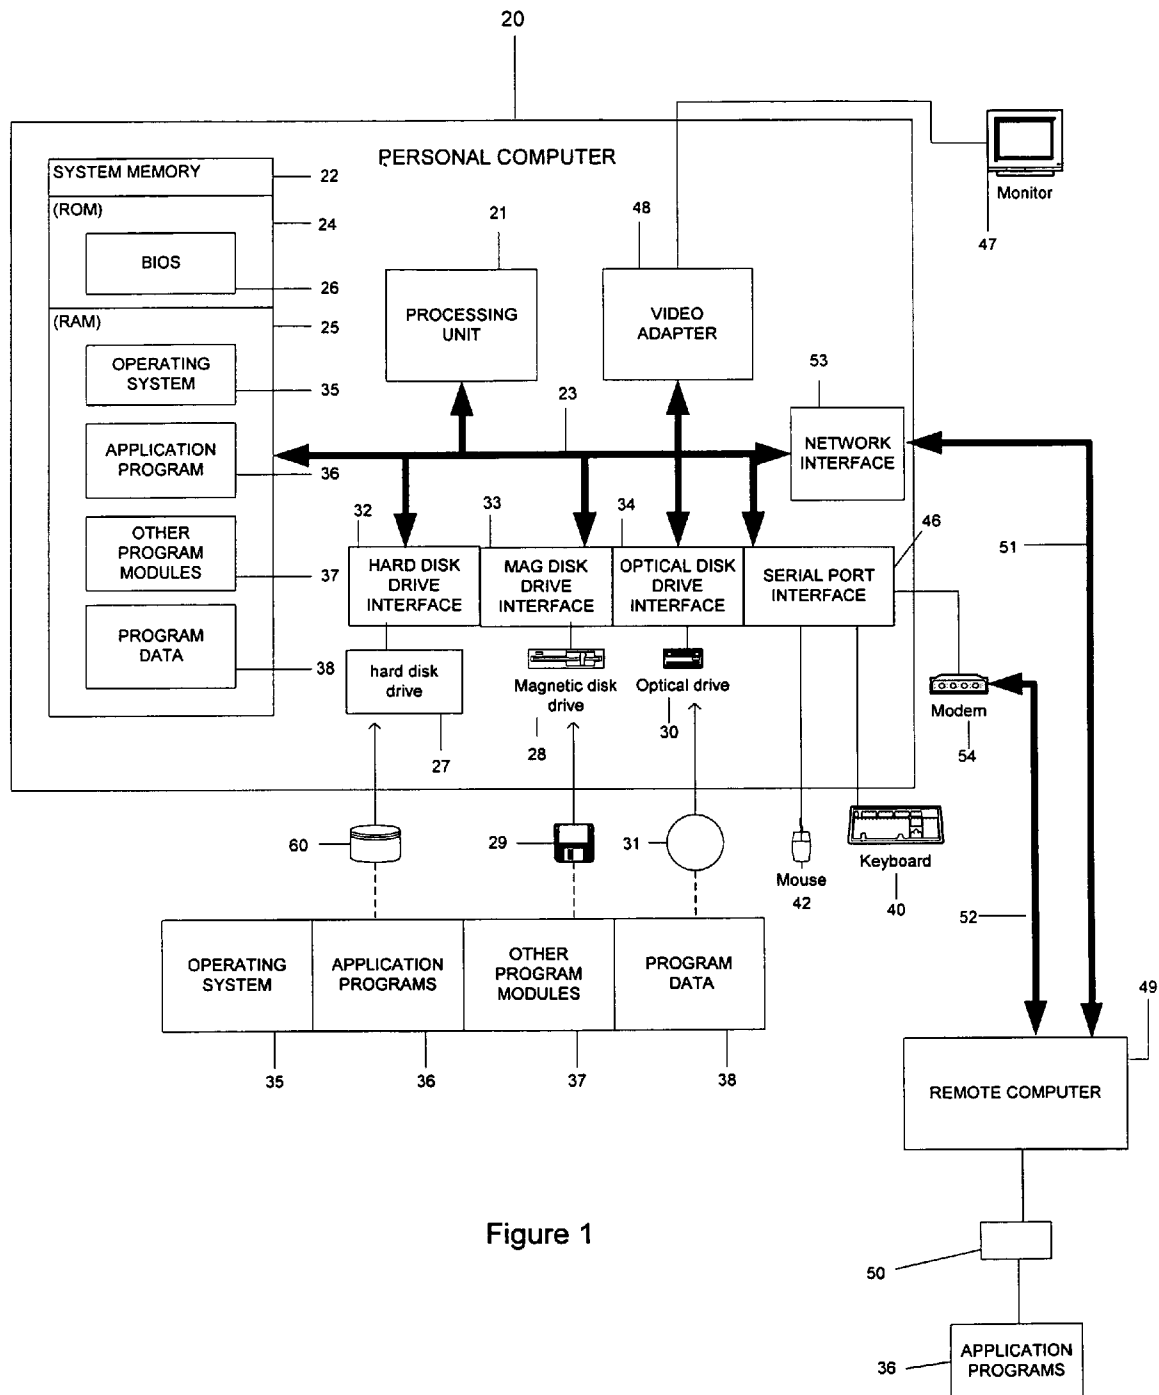 20
PERSONAL COMPUTER
SYSTEM MEMORY
22
(ROM)
24
BIOS
26
(RAM)
25
OPERATING
SYSTEM
35
APPLICATION
PROGRAM
36
OTHER
PROGRAM
MODULES
37
PROGRAM
DATA
38
21
PROCESSING
UNIT
48
VIDEO
ADAPTER
Monitor
47
23
53
NETWORK
INTERFACE
32
HARD DISK
DRIVE
INTERFACE
33
MAG DISK
DRIVE
INTERFACE
34
OPTICAL DISK
DRIVE
INTERFACE
46
SERIAL PORT
INTERFACE
51
hard disk
drive
27
Magnetic disk
drive
28
Optical drive
30
Modem
54
60
29
31
Mouse
42
Keyboard
40
52
OPERATING
SYSTEM
APPLICATION
PROGRAMS
OTHER
PROGRAM
MODULES
PROGRAM
DATA
35
36
37
38
49
REMOTE COMPUTER
Figure 1
50
36
APPLICATION
PROGRAMS